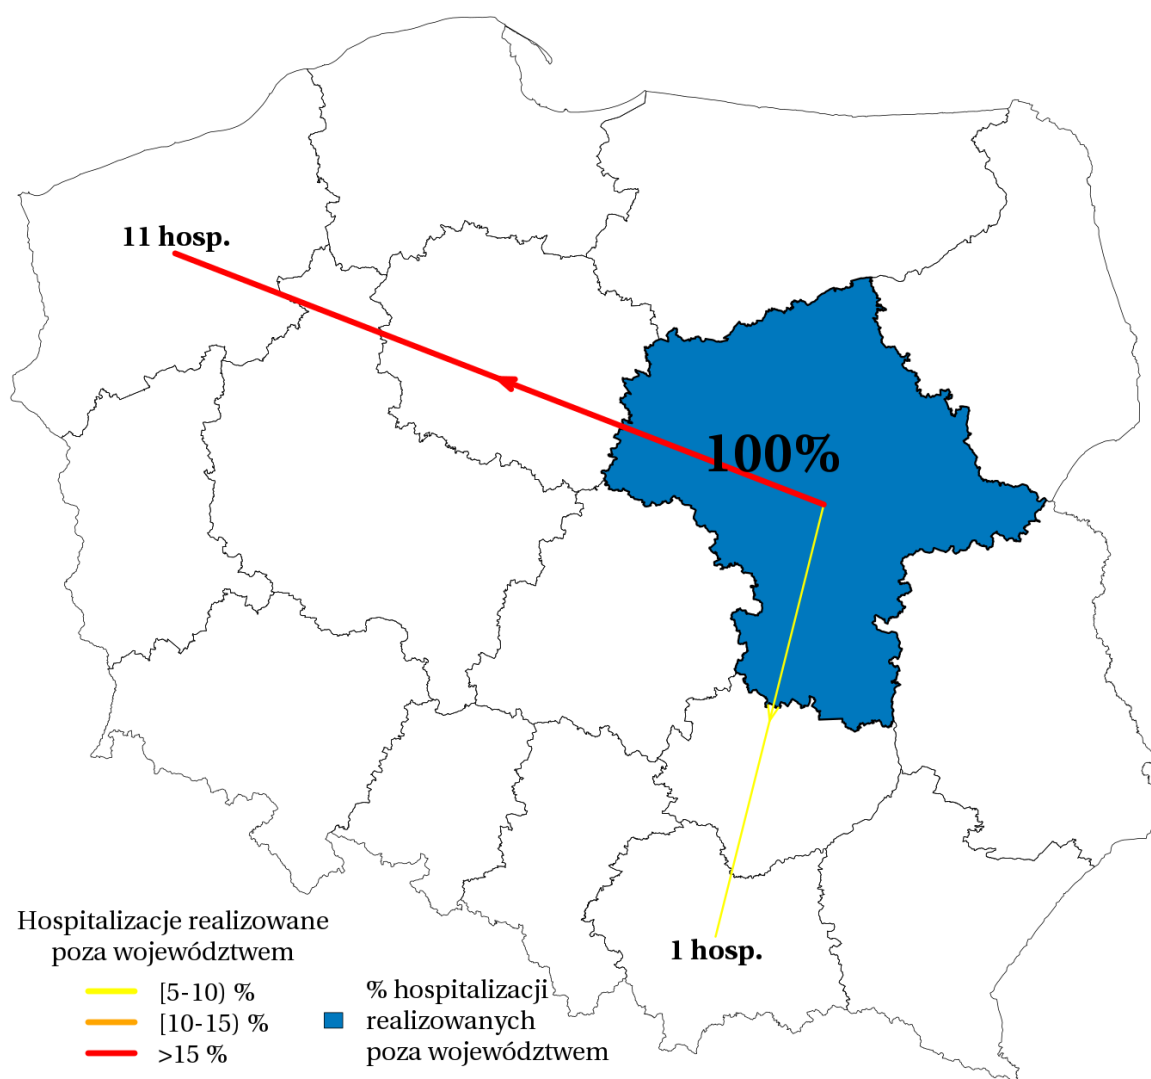 11 hosp.
100%
1 hosp.
Hospitalizacje realizowane
poza województwem
[5-10) %
[10-15) %
>15 %
% hospitalizacji
realizowanych
poza województwem